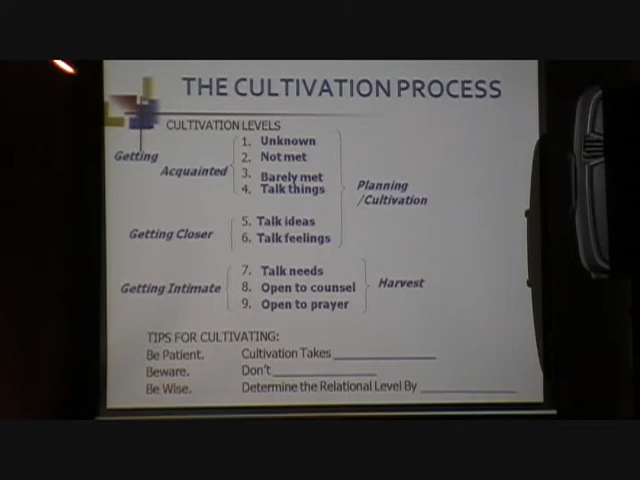 THE CULTIVATION PROCESS
CULTIVATION LEVELS
Getting Acquainted
1. Unknown
2. Not met
3. Barely met
4. Talk things
Planning
/Cultivation
Getting Closer
5. Talk ideas
6. Talk feelings
Getting Intimate
7. Talk needs
8. Open to counsel
9. Open to prayer
Harvest
TIPS FOR CULTIVATING:
Be Patient. Cultivation Takes ____________
Beware. Don't ____________
Be Wise. Determine the Relational Level By ____________